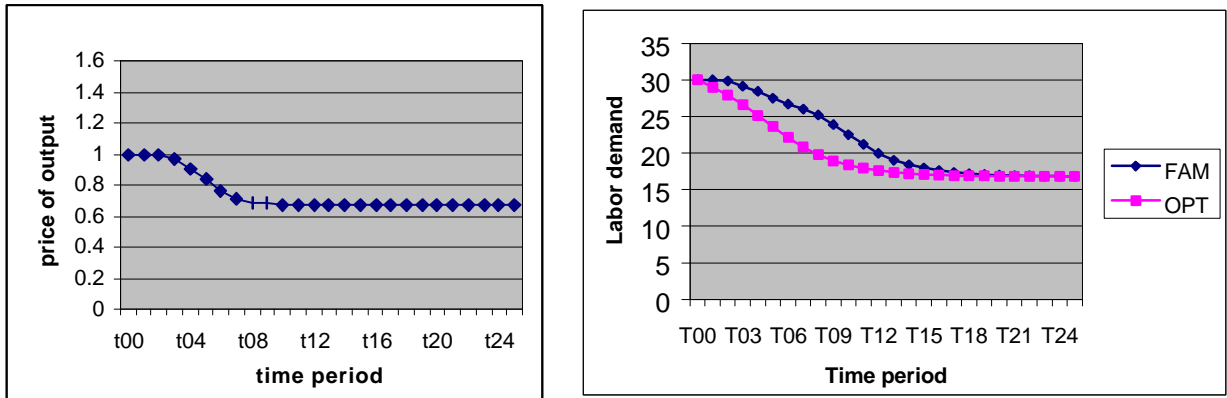 price of output
1.6
1.4
1.2
1
0.8
0.6
0.4
0.2
0
t00 t04 t08 t12 t16 t20 t24
time period
Labor demand
35
30
25
20
15
10
5
0
T00 T03 T06 T09 T12 T15 T18 T21 T24
Time period
FAM
OPT